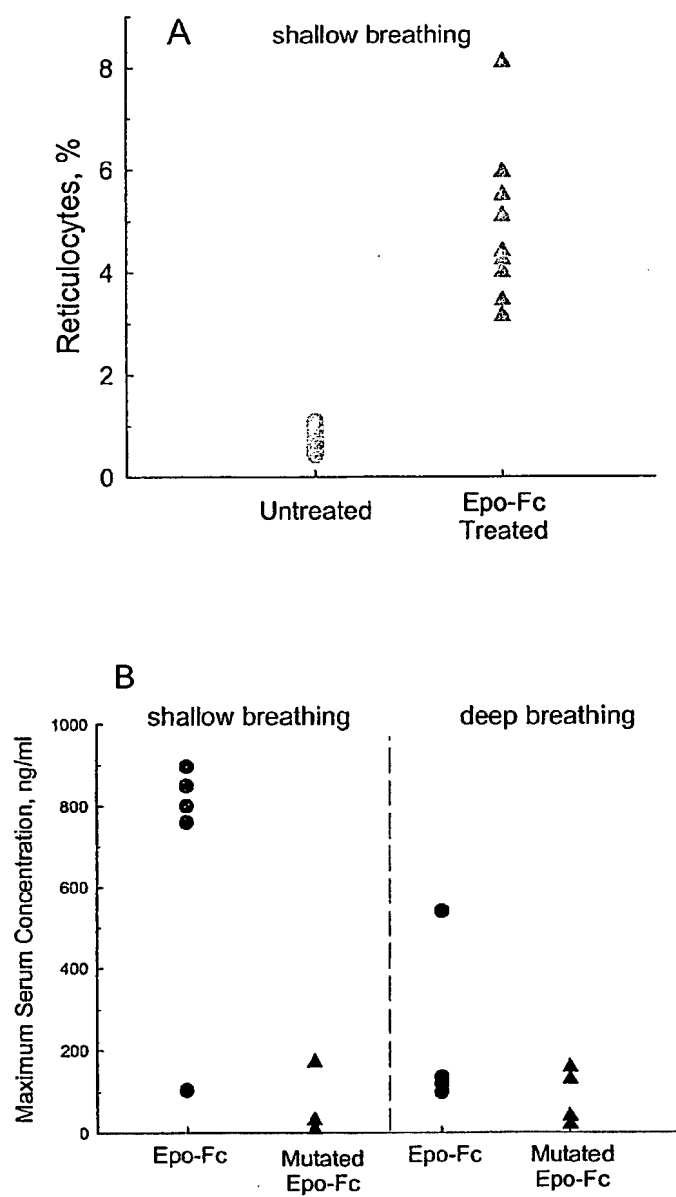 A
shallow breathing
Reticulocytes, %
8
6
4
2
0
Untreated
Epo-Fc
Treated
B
shallow breathing
deep breathing
Maximum Serum Concentration, ng/ml
1000
800
600
400
200
0
Epo-Fc
Mutated
Epo-Fc
Epo-Fc
Mutated
Epo-Fc